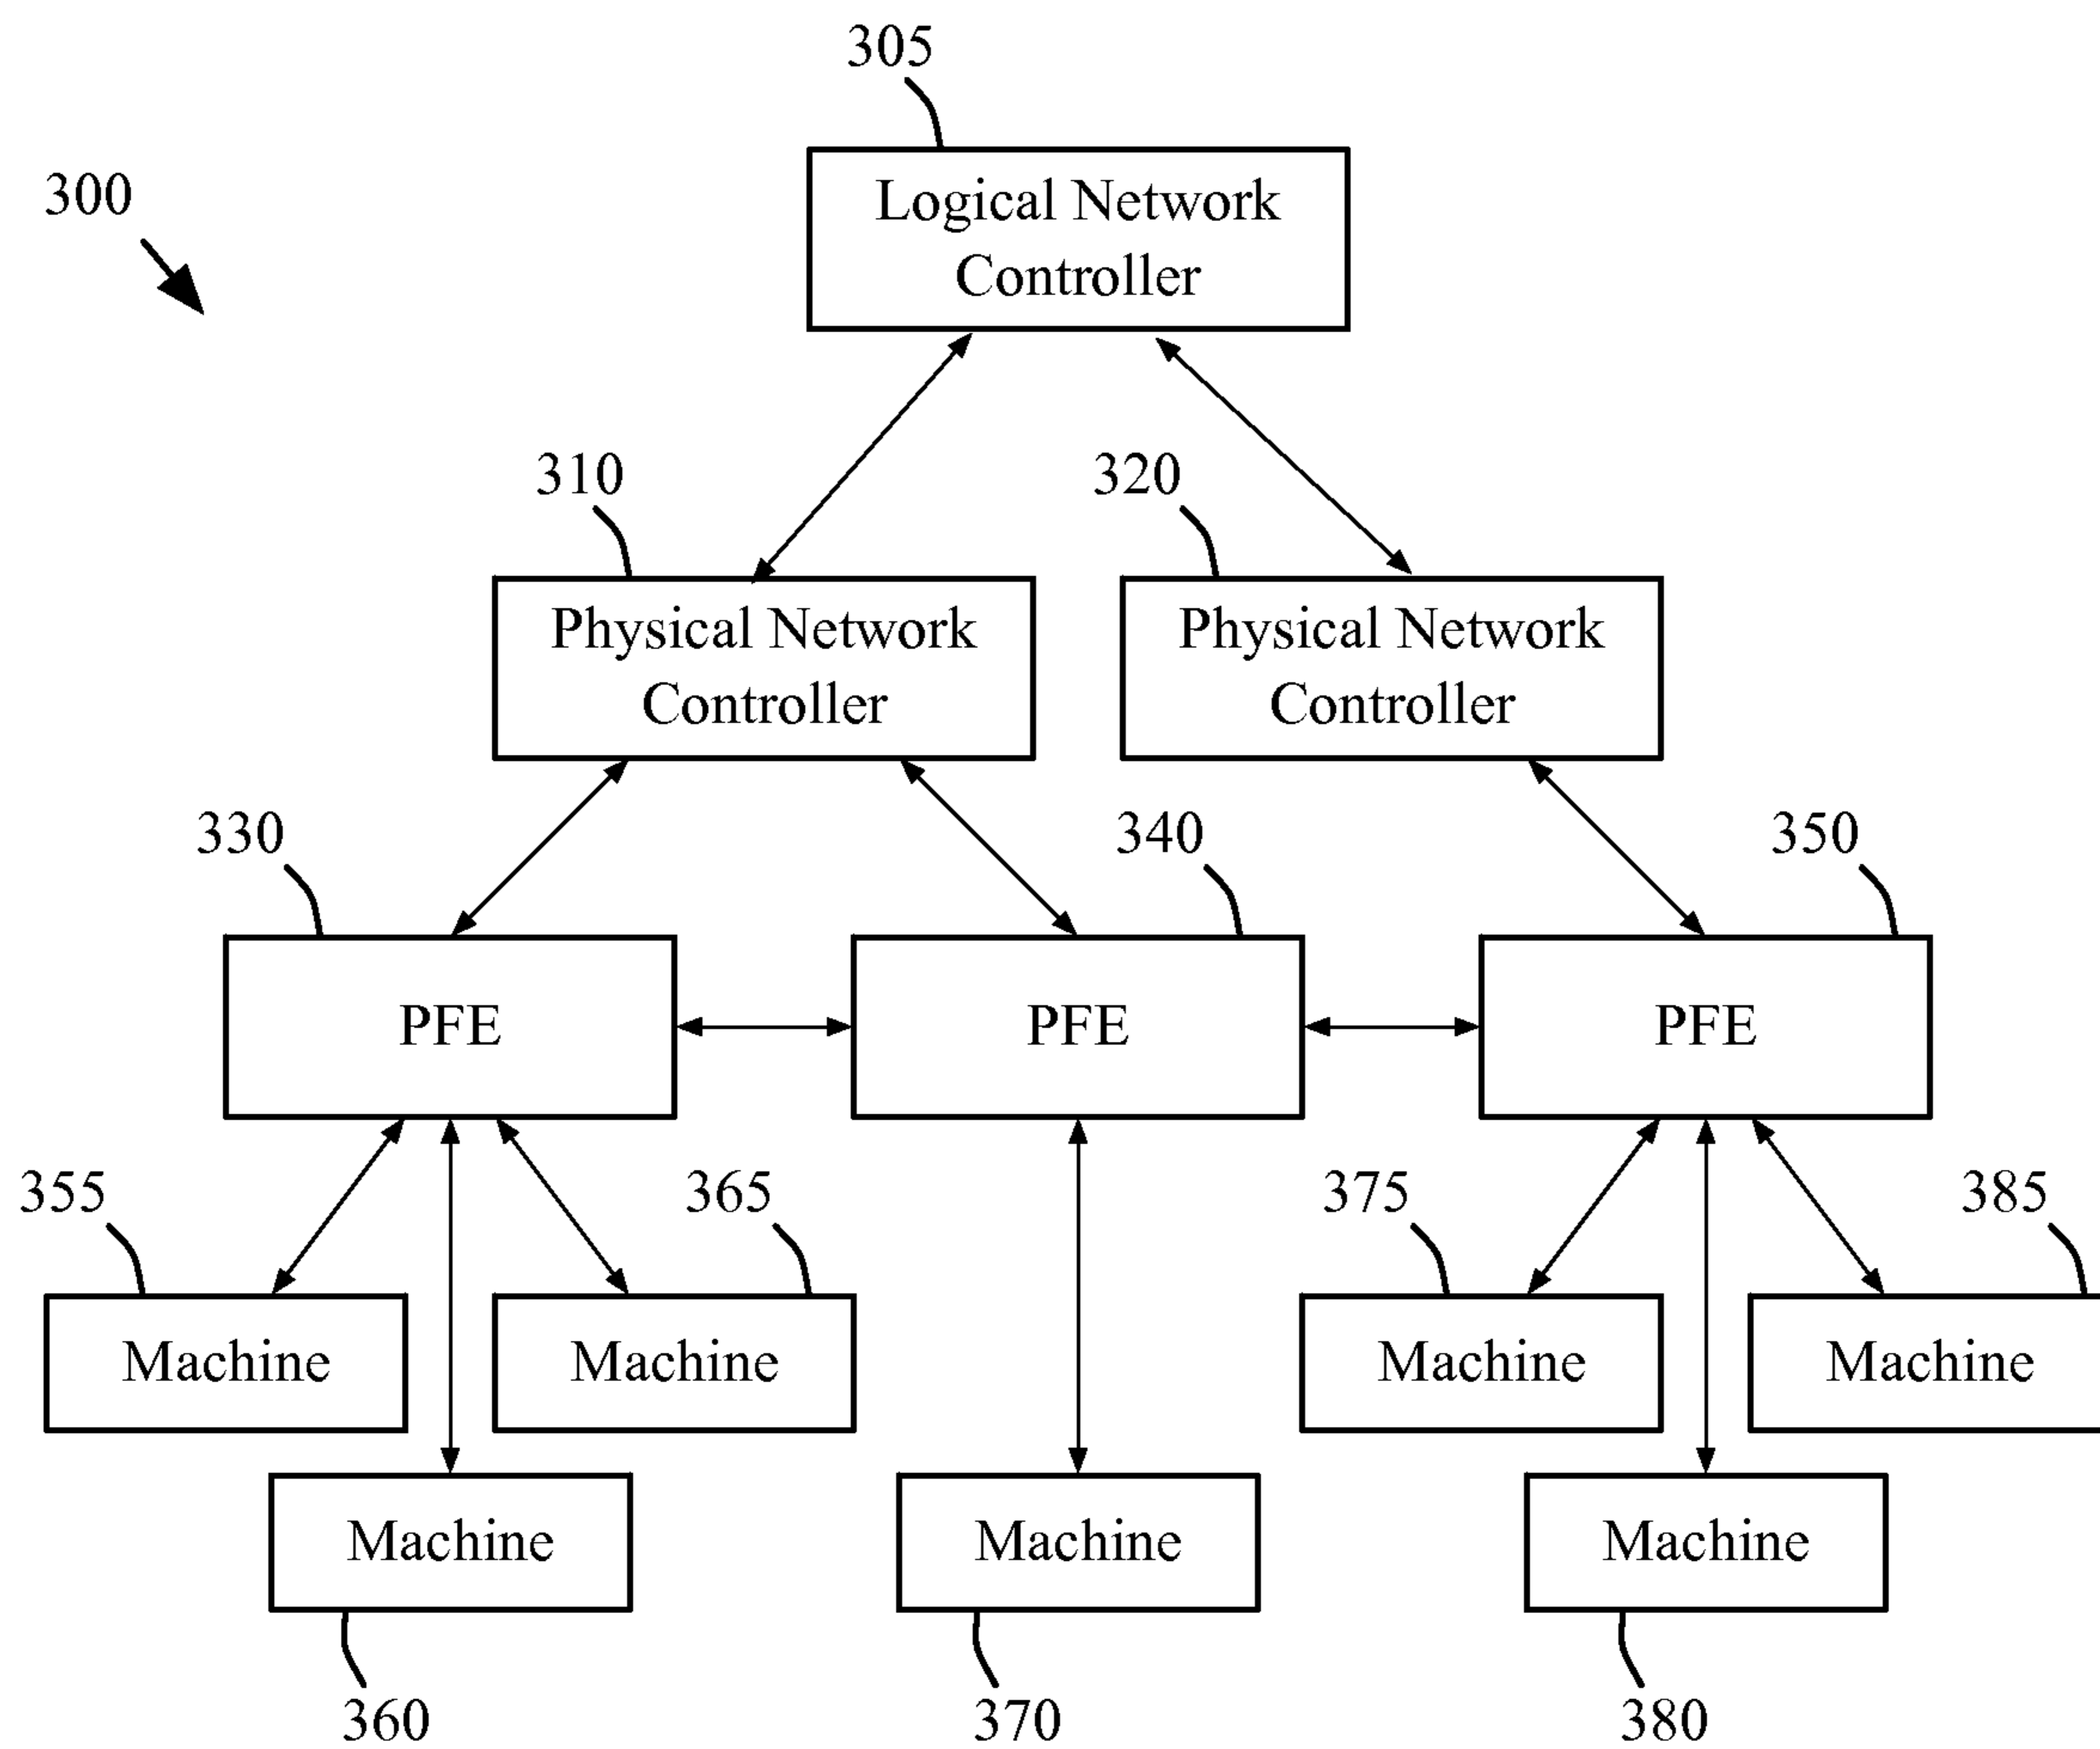 305
300
Logical Network
Controller
310
320
Physical Network
Controller
Physical Network
Controller
330
340
350
PFE
PFE
PFE
355
365
375
385
Machine
Machine
Machine
Machine
Machine
Machine
Machine
360
370
380